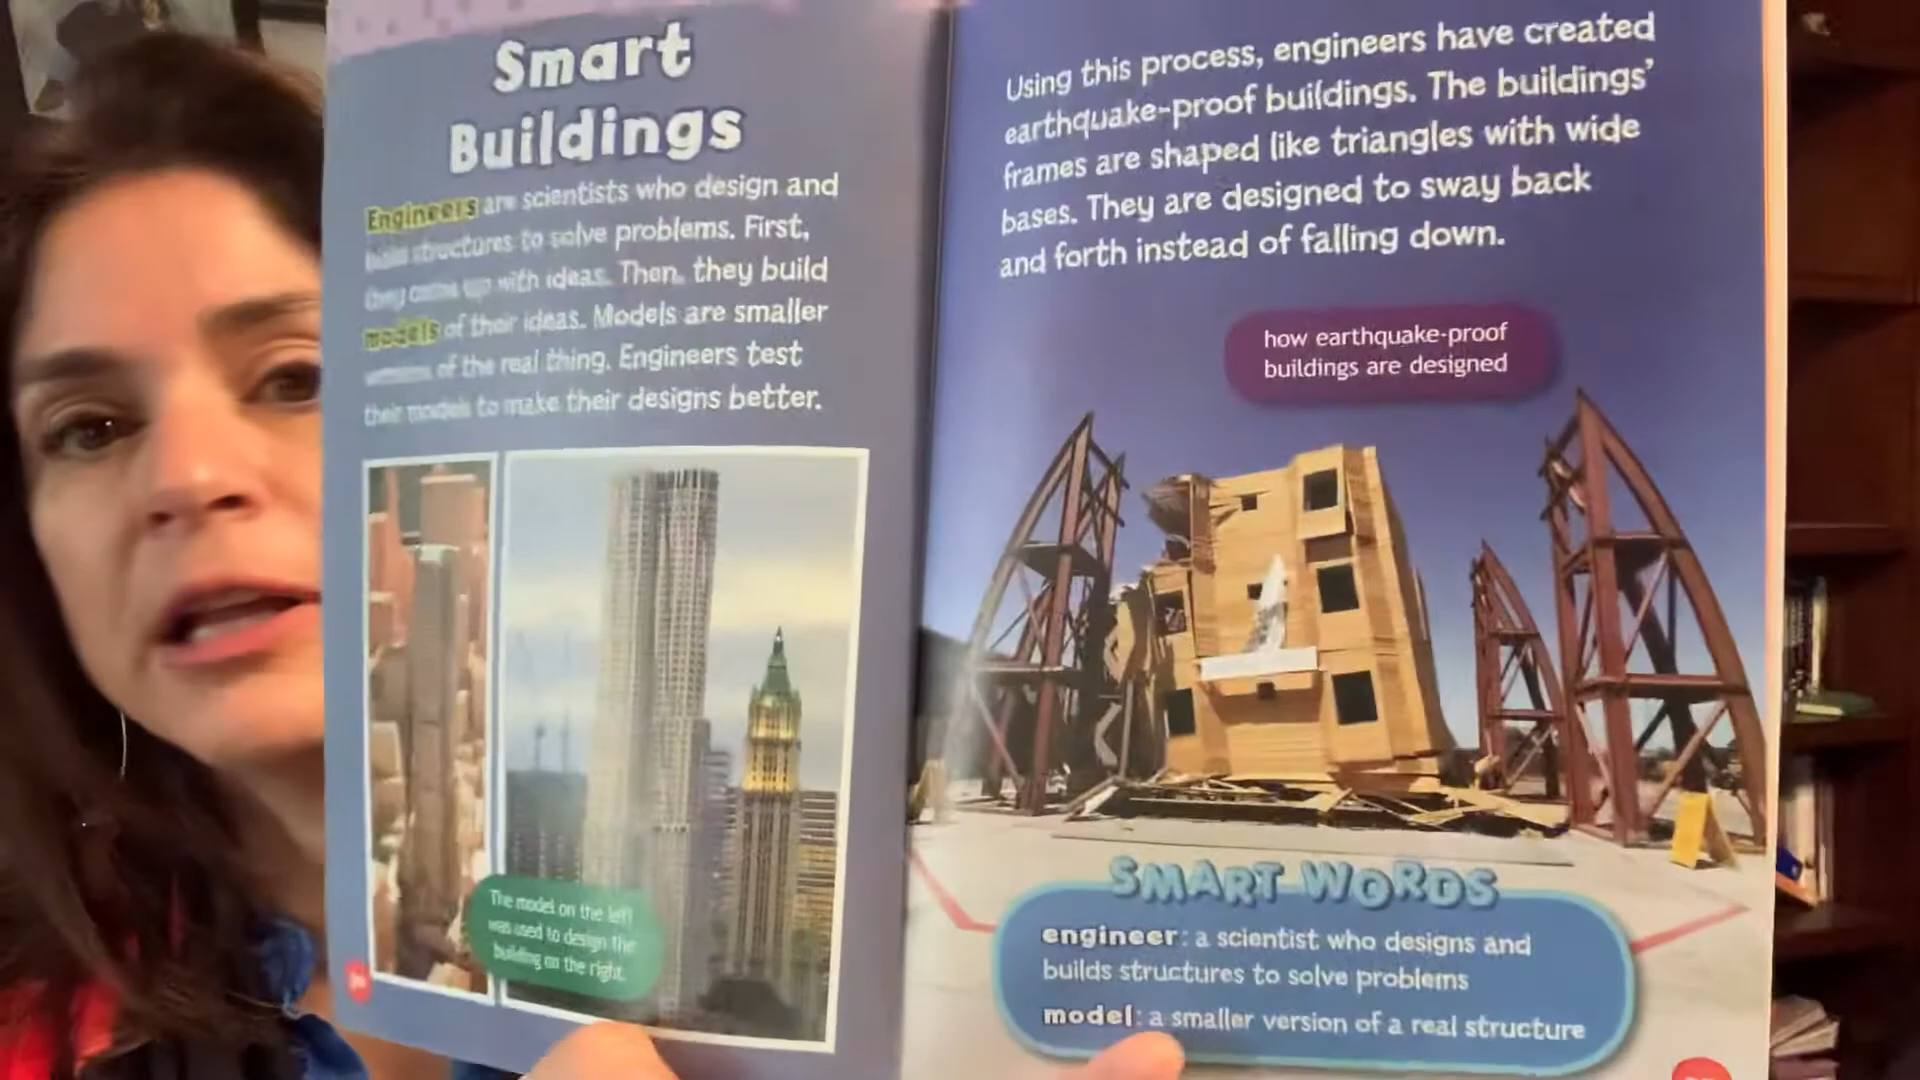 Smart
Buildings
Engineers are scientists who design and
build structures to solve problems. First,
they come up with ideas. Then, they build
models of their ideas. Models are smaller
versions of the real thing. Engineers test
their models to make their designs better.
The model on the left
was used to design the
building on the right.
Using this process, engineers have created
earthquake-proof buildings. The buildings'
frames are shaped like triangles with wide
bases. They are designed to sway back
and forth instead of falling down.
how earthquake-proof
buildings are designed
SMART WORDS
engineer: a scientist who designs and
builds structures to solve problems
model: a smaller version of a real structure